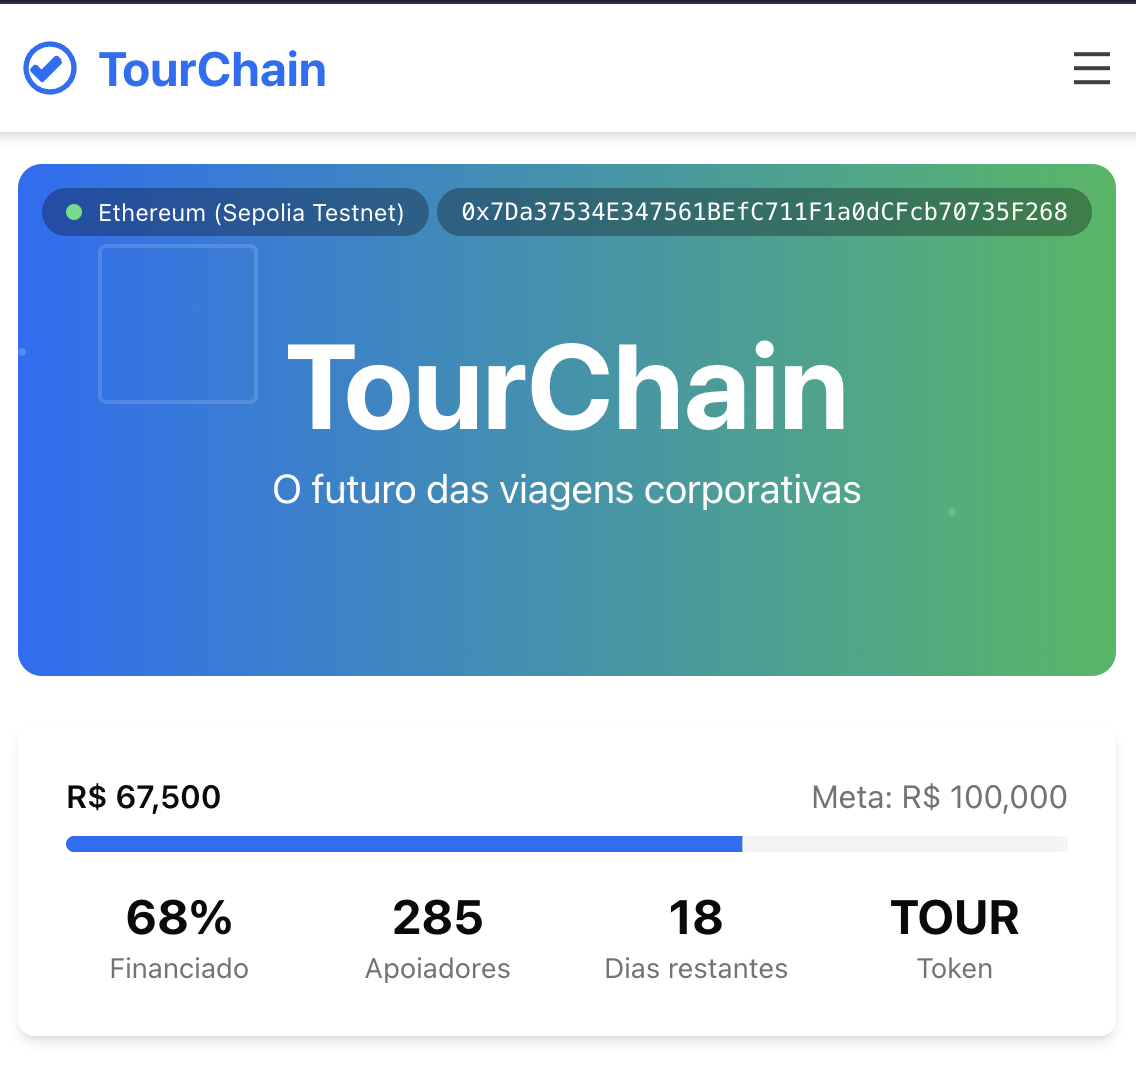 TourChain
Ethereum (Sepolia Testnet)
0x7Da37534E347561BEfC711F1a0dCFcb70735F268
TourChain
O futuro das viagens corporativas
R$ 67,500
Meta: R$ 100,000
68%
Financiado
285
Apoiadores
18
Dias restantes
TOUR
Token